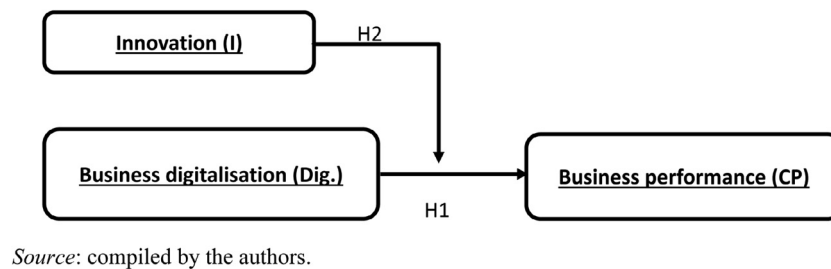 Innovation (I)
H2
Business digitalisation (Dig.)
Business performance (CP)
H1
Source: compiled by the authors.